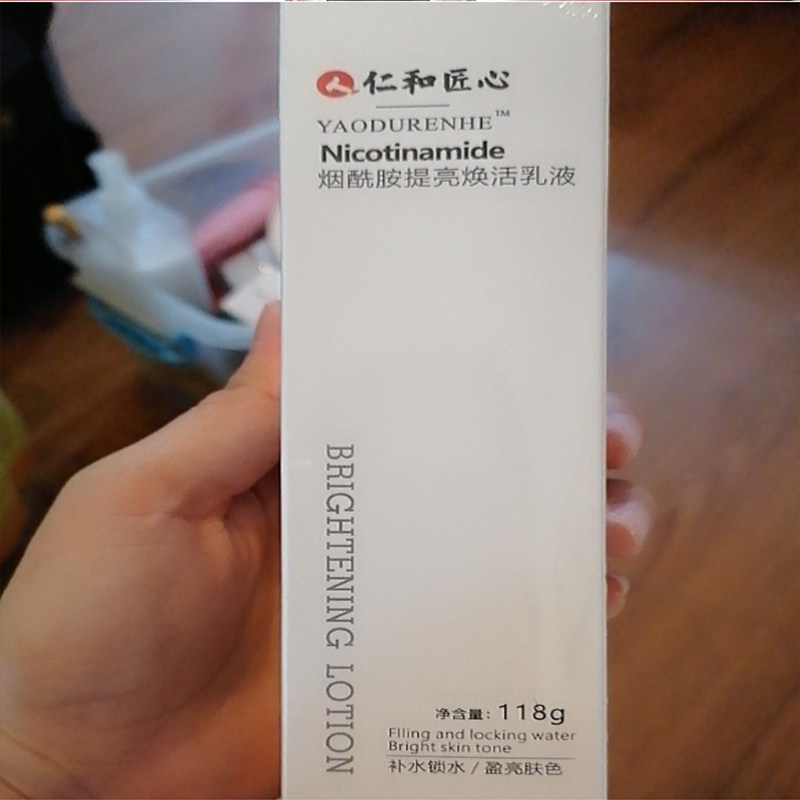 仁和匠心
YAODURENHE™
Nicotinamide
烟酰胺提亮焕活乳液
BRIGHTENING LOTION
净含量：118g
Flling and locking water
Bright skin tone
补水锁水 / 盈亮肤色